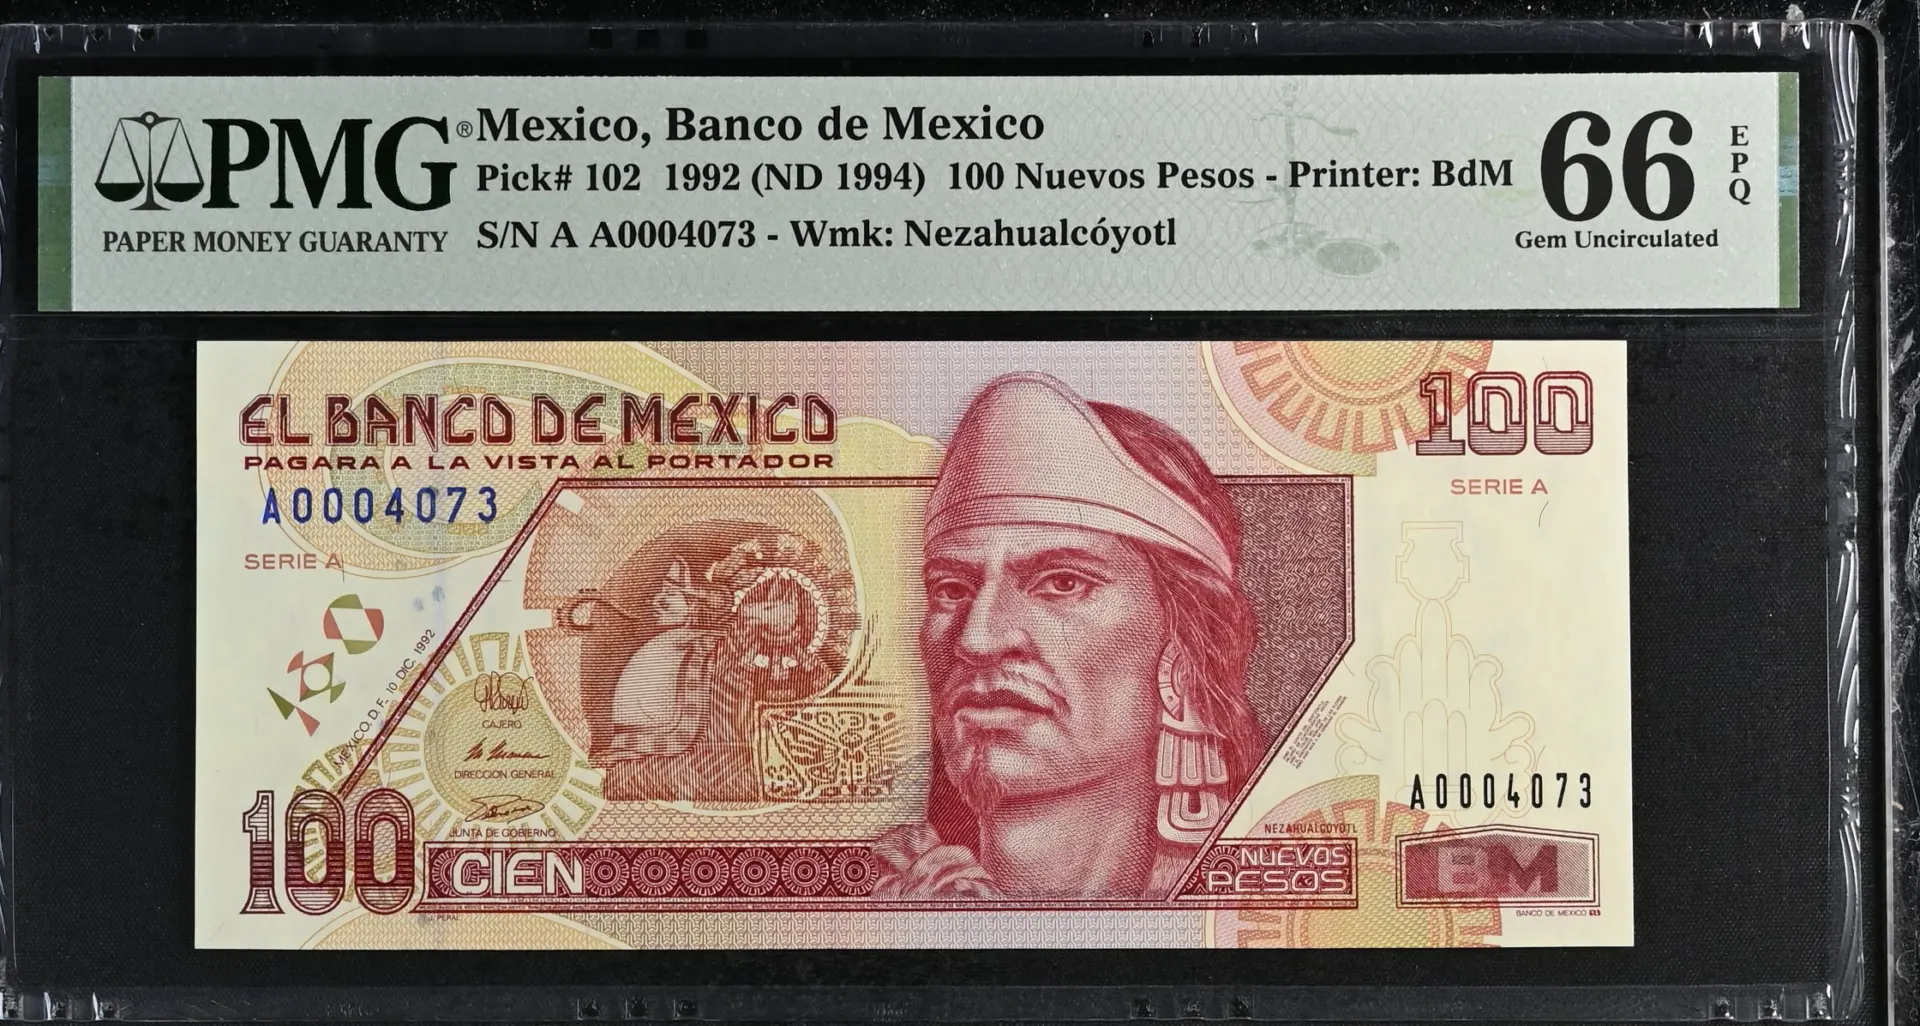 PMG®
PAPER MONEY GUARANTY
Mexico, Banco de Mexico
Pick# 102 1992 (ND 1994) 100 Nuevos Pesos - Printer: BdM
S/N A A0004073 - Wmk: Nezahualcóyotl
66
EPQ
Gem Uncirculated
EL BANCO DE MEXICO
PAGARA A LA VISTA AL PORTADOR
A0004073
SERIE A
100
SERIE A
100
MEXICO, D.F. 10 DIC. 1992
CAJERO
DIRECCION GENERAL
JUNTA DE GOBIERNO
100
CIEN
A0004073
NEZAHUALCOYOTL
NUEVOS
PESOS
BM
BANCO DE MEXICO